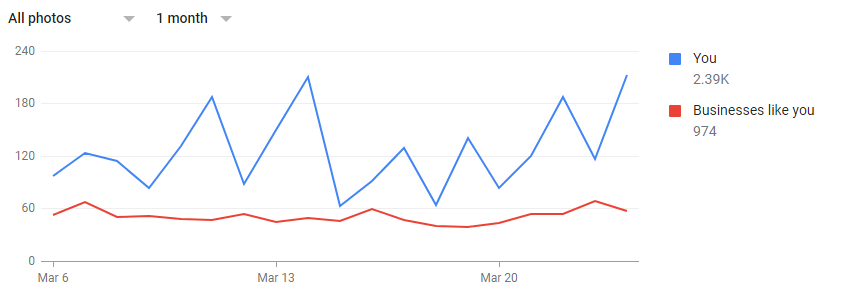 All photos 1 month
240
180
120
60
0
Mar 6 Mar 13 Mar 20
You
2.39K
Businesses like you
974